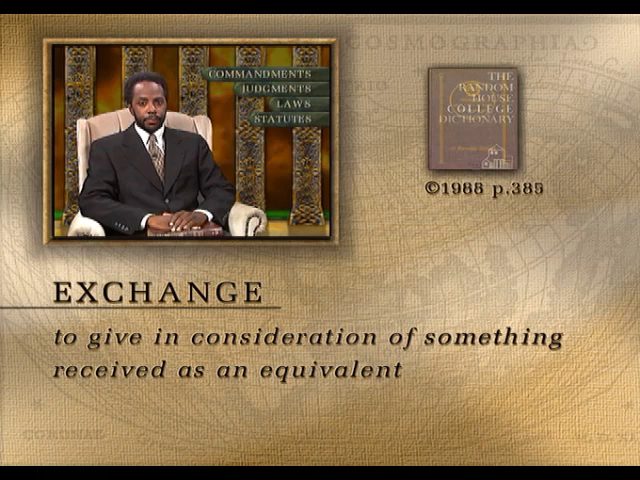 COSMOGRAPHIAD
COMMANDMENTS
JUDGMENTS
LAWS
STATUTES
THE
RANDOM
HOUSE
COLLEGE
DICTIONARY
©1988 p.385
EXCHANGE
to give in consideration of something
received as an equivalent